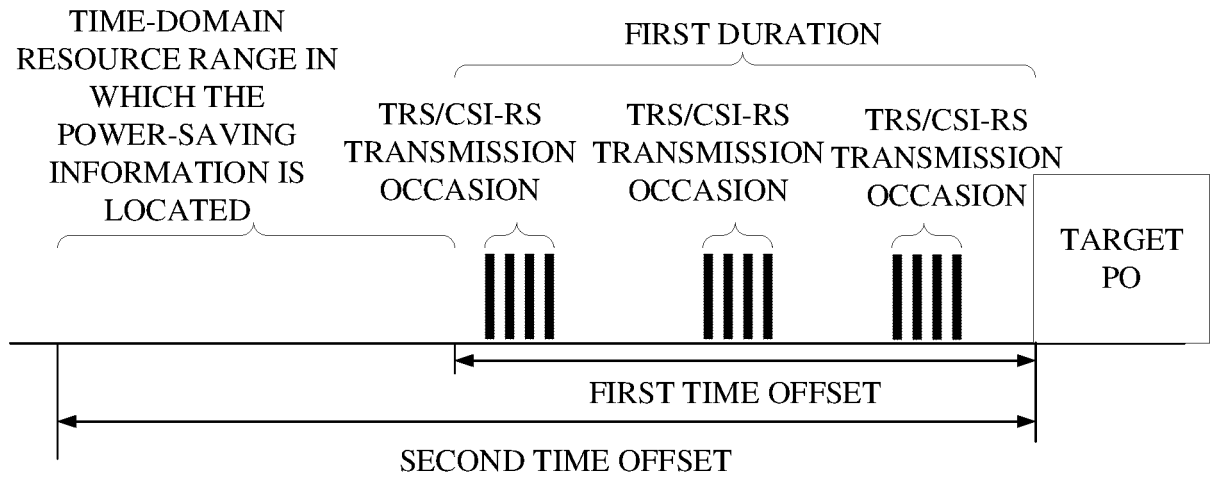 TIME-DOMAIN
RESOURCE RANGE IN
WHICH THE
POWER-SAVING
INFORMATION IS
LOCATED
FIRST DURATION
TRS/CSI-RS
TRANSMISSION
OCCASION
TRS/CSI-RS
TRANSMISSION
OCCASION
TRS/CSI-RS
TRANSMISSION
OCCASION
TARGET
PO
FIRST TIME OFFSET
SECOND TIME OFFSET